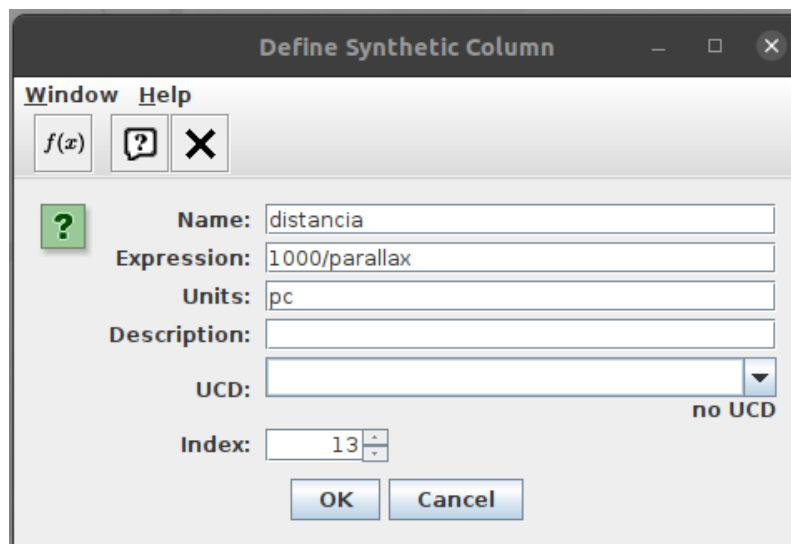 Define Synthetic Column
Window Help
f(x)
Name: distancia
Expression: 1000/parallax
Units: pc
Description:
UCD:
no UCD
Index: 13
OK Cancel